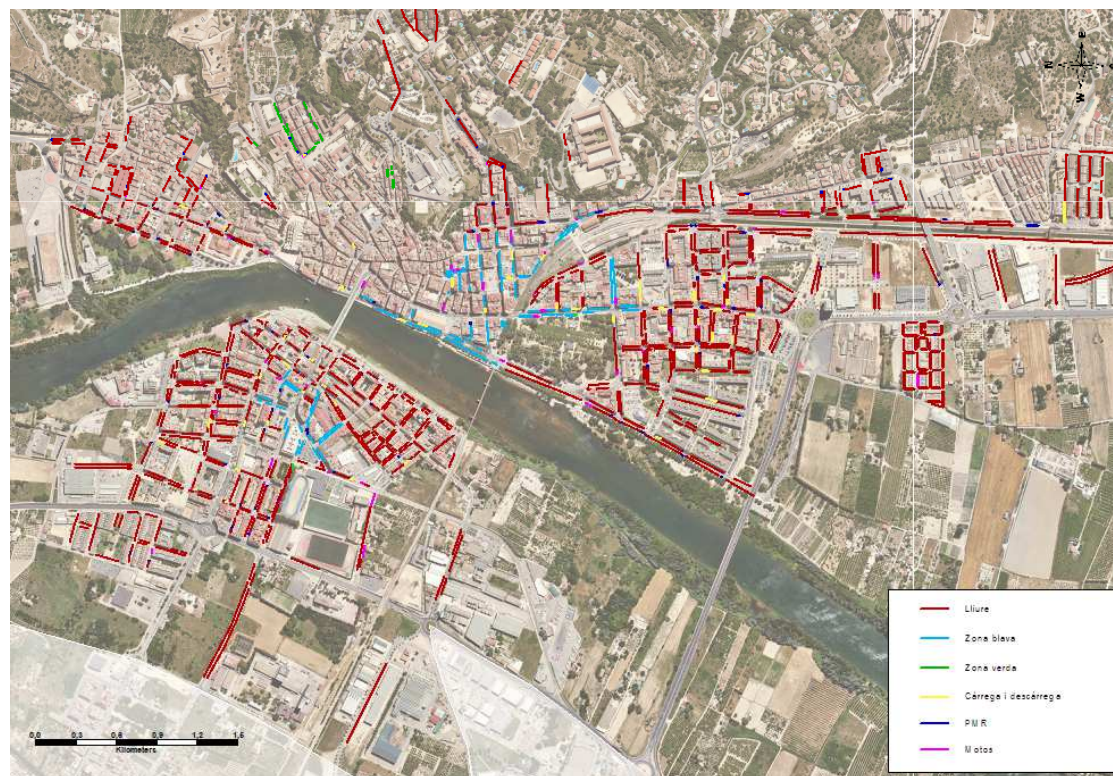 E
N
W
Lliure
Zona blava
Zona verda
Càrrega i descàrrega
PMR
Motos
0,0 0,3 0,6 0,9 1,2 1,5
Kilometers